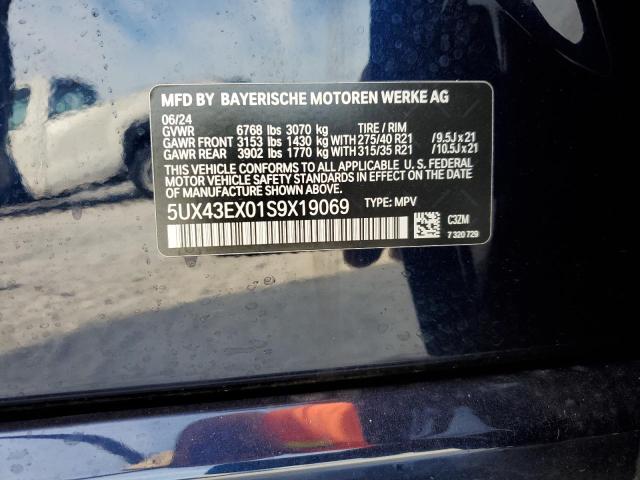 MFD BY BAYERISCHE MOTOREN WERKE AG
06/24
GVWR 6768 lbs 3070 kg TIRE / RIM
GAWR FRONT 3153 lbs 1430 kg WITH 275/40 R21 /9.5J x 21
GAWR REAR 3902 lbs 1770 kg WITH 315/35 R21 /10.5J x 21
THIS VEHICLE CONFORMS TO ALL APPLICABLE U. S. FEDERAL
MOTOR VEHICLE SAFETY STANDARDS IN EFFECT ON THE
DATE OF MANUFACTURE SHOWN ABOVE.
5UX43EX01S9X19069 TYPE: MPV
C3ZM
7 320 729